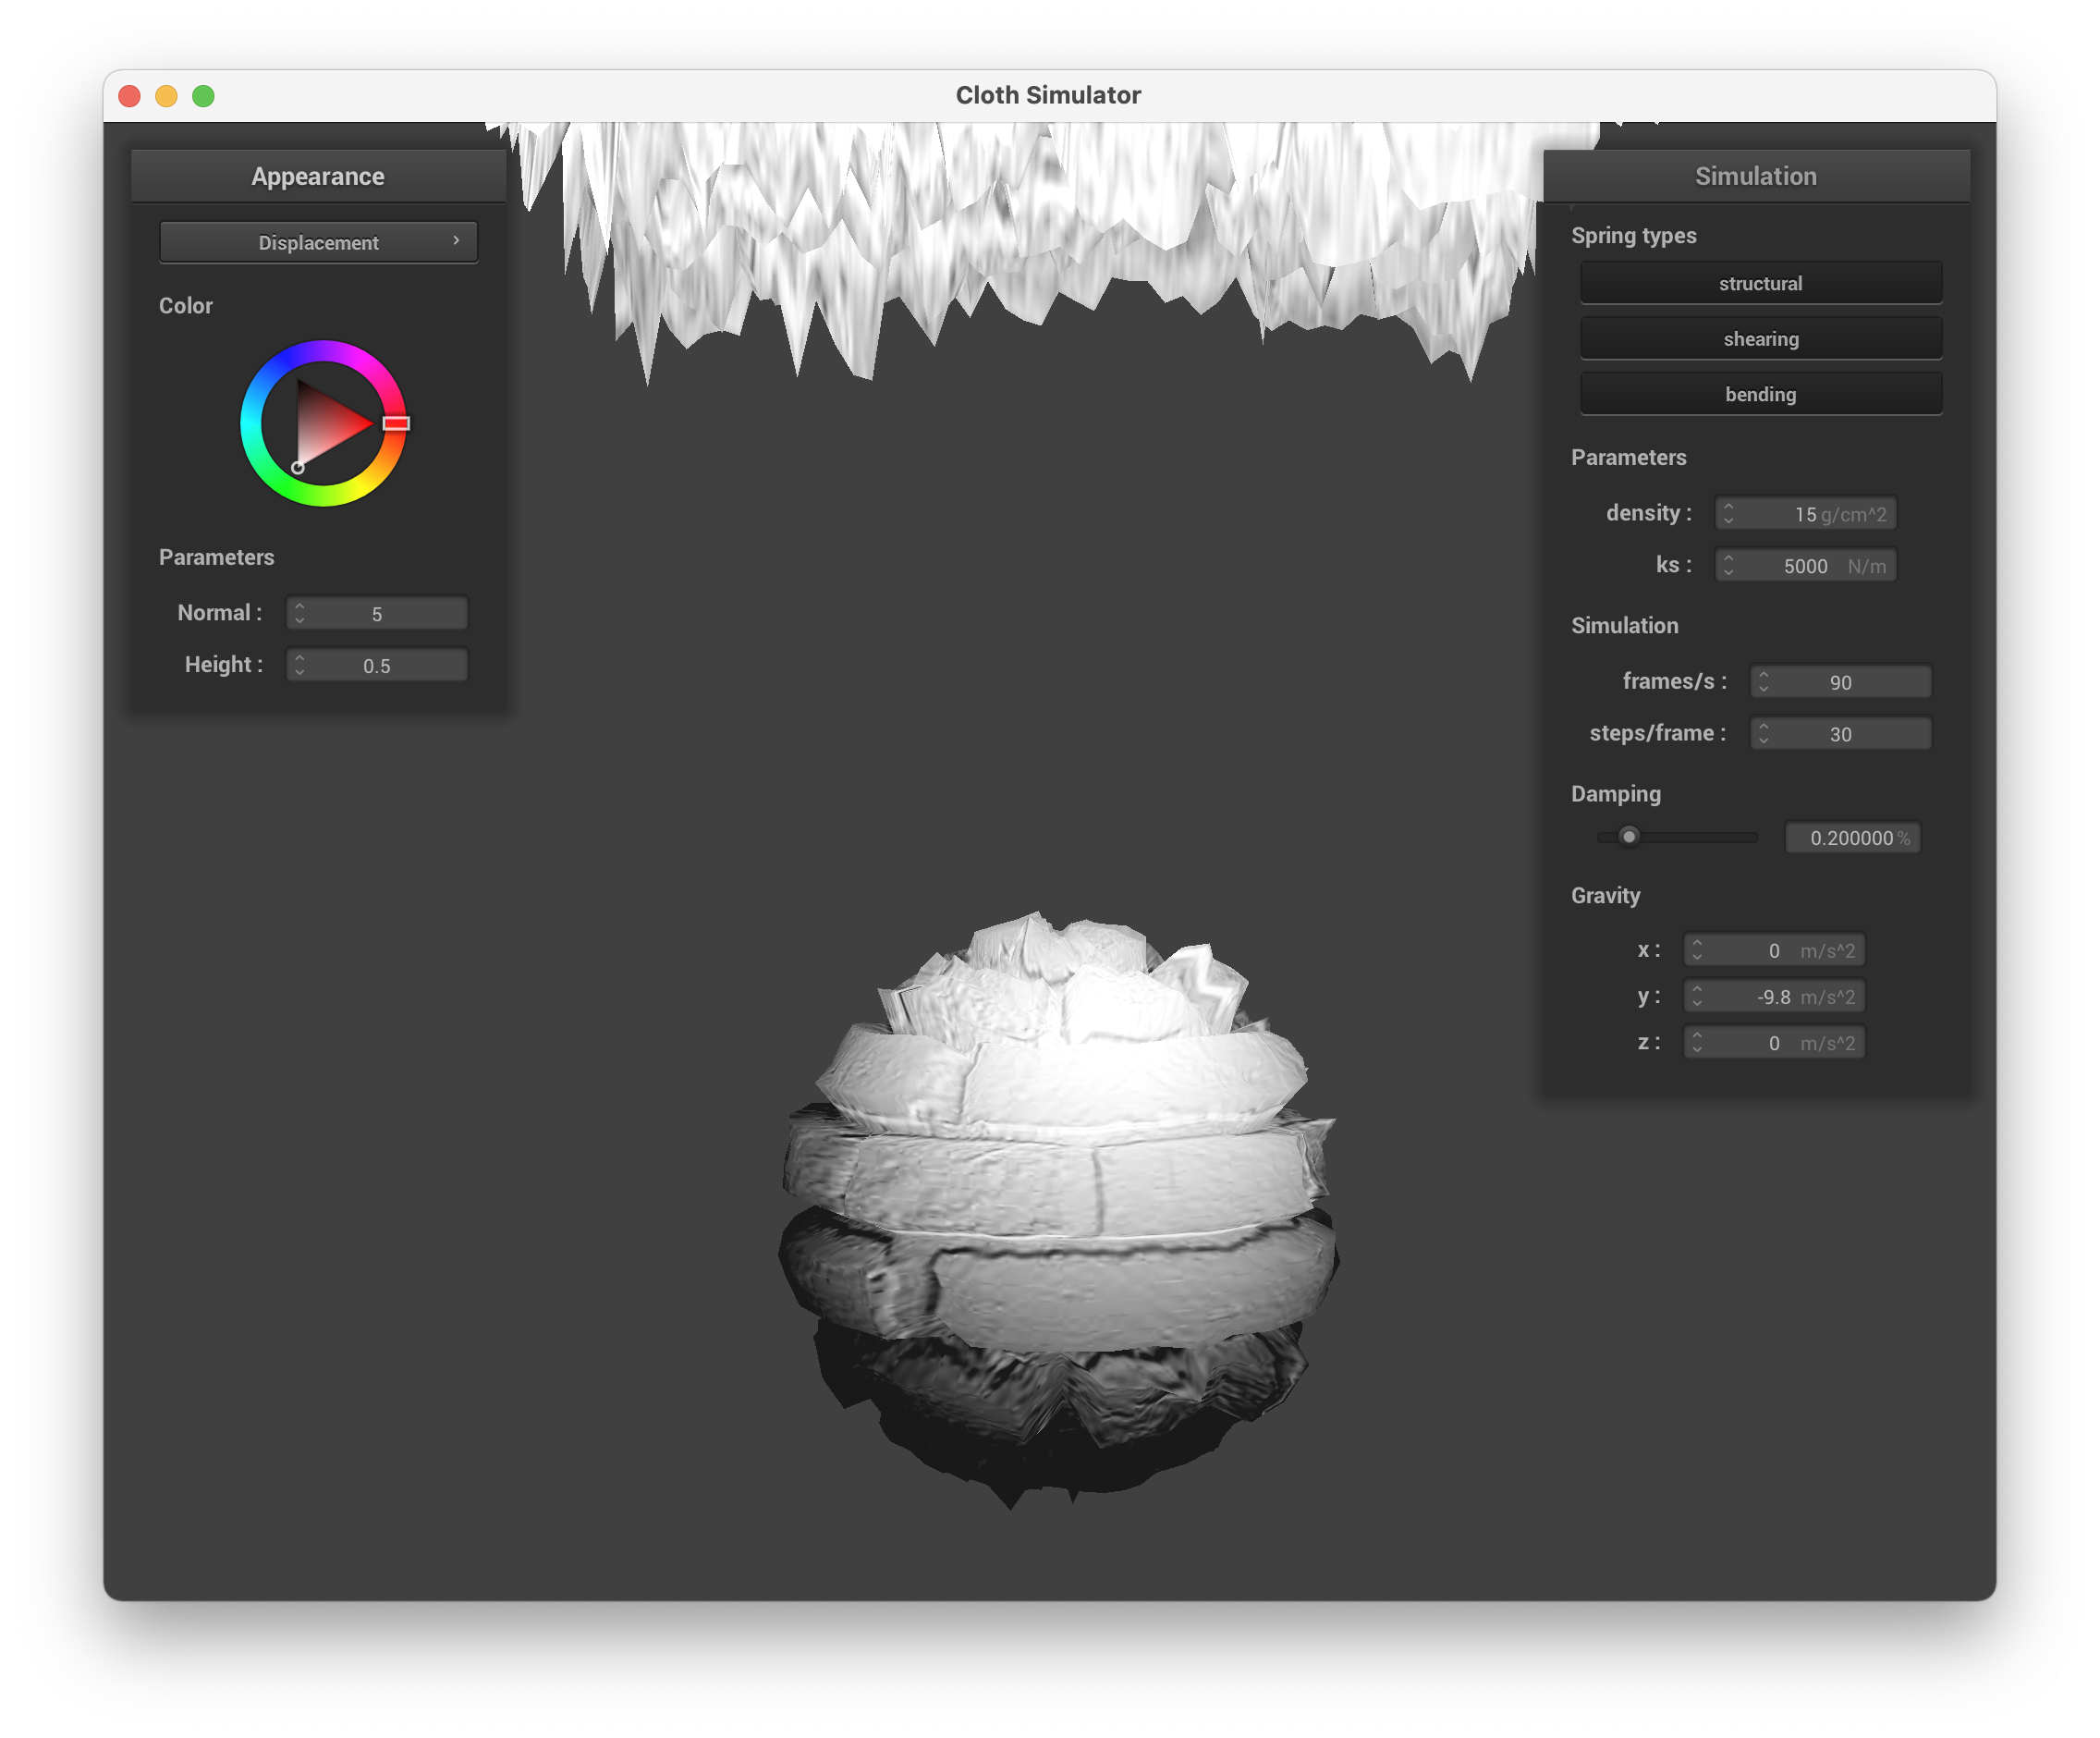 Cloth Simulator
Appearance
Displacement
Color
Parameters
Normal : 5
Height : 0.5
Simulation
Spring types
structural
shearing
bending
Parameters
density : 15 g/cm^2
ks : 5000 N/m
Simulation
frames/s : 90
steps/frame : 30
Damping
0.200000 %
Gravity
x : 0 m/s^2
y : -9.8 m/s^2
z : 0 m/s^2